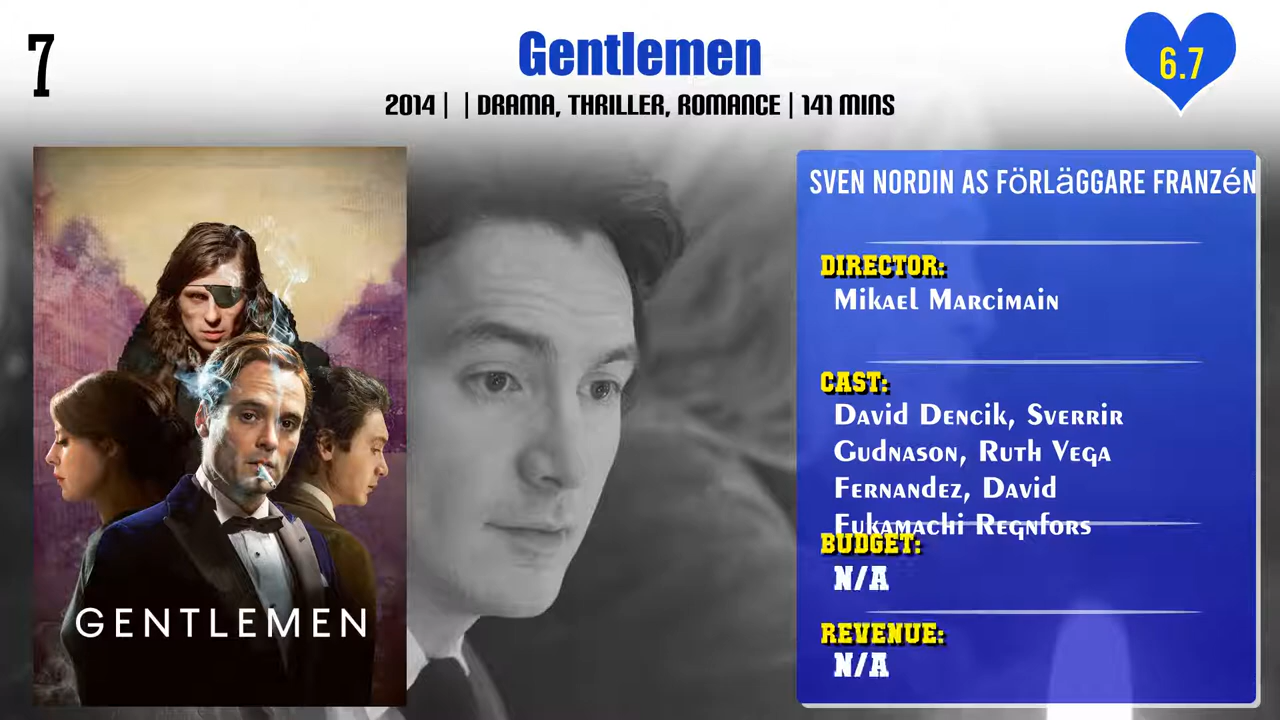 7
Gentlemen
6.7
2014 | | DRAMA, THRILLER, ROMANCE | 141 MINS
GENTLEMEN
SVEN NORDIN AS FÖRLÄGGARE FRANZÉN
DIRECTOR:
Mikael Marcimain
CAST:
David Dencik, Sverrir
Gudnason, Ruth Vega
Fernandez, David
Fukamachi Regnfors
BUDGET:
N/A
REVENUE:
N/A